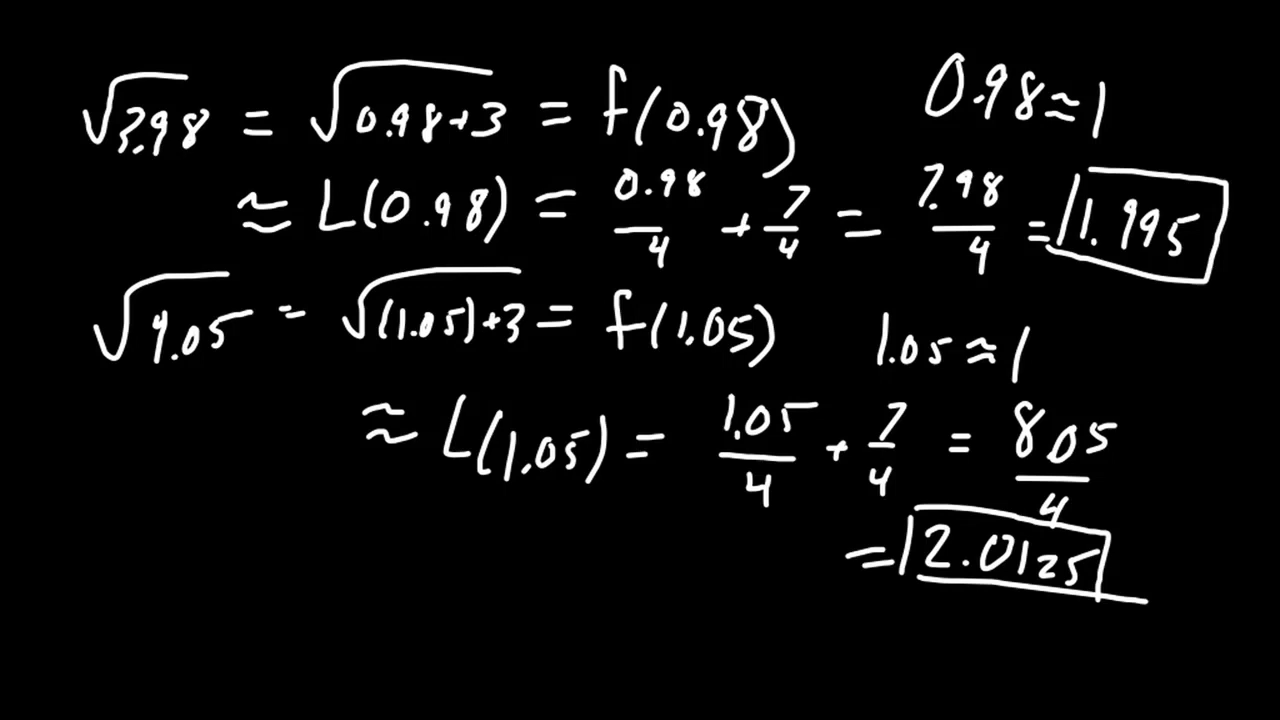 √3.98 = √0.98+3 = f(0.98) 0.98≈1
≈ L(0.98) = 0.98/4 + 7/4 = 7.98/4 = 1.995
√4.05 = √(1.05)+3 = f(1.05) 1.05≈1
≈ L(1.05) = 1.05/4 + 7/4 = 8.05/4
= 2.0125